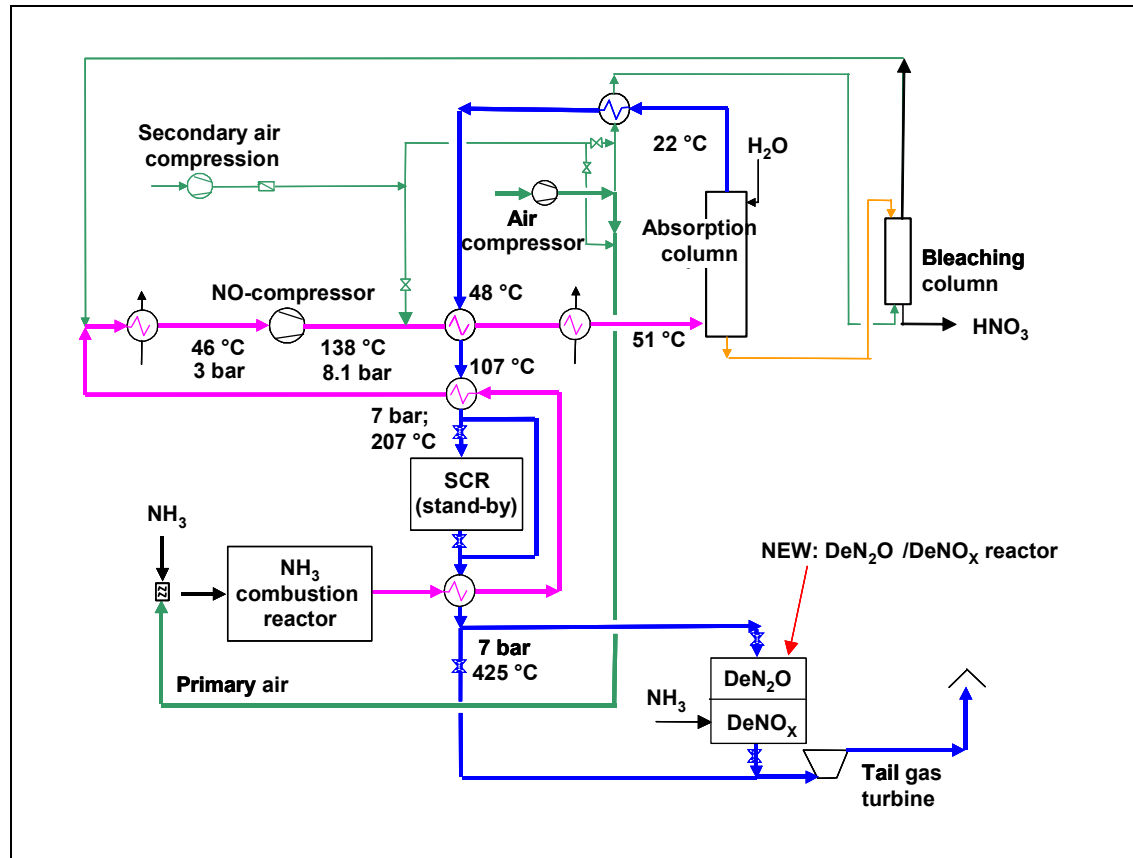 Secondary air
compression
22 °C
H₂O
Air
compressor
Absorption
column
Bleaching
column
NO-compressor
48 °C
HNO₃
46 °C
3 bar
138 °C
8.1 bar
51 °C
107 °C
7 bar;
207 °C
SCR
(stand-by)
NH₃
NEW: DeN₂O /DeNOₓ reactor
NH₃
combustion
reactor
7 bar
425 °C
Primary air
DeN₂O
NH₃
DeNOₓ
Tail gas
turbine